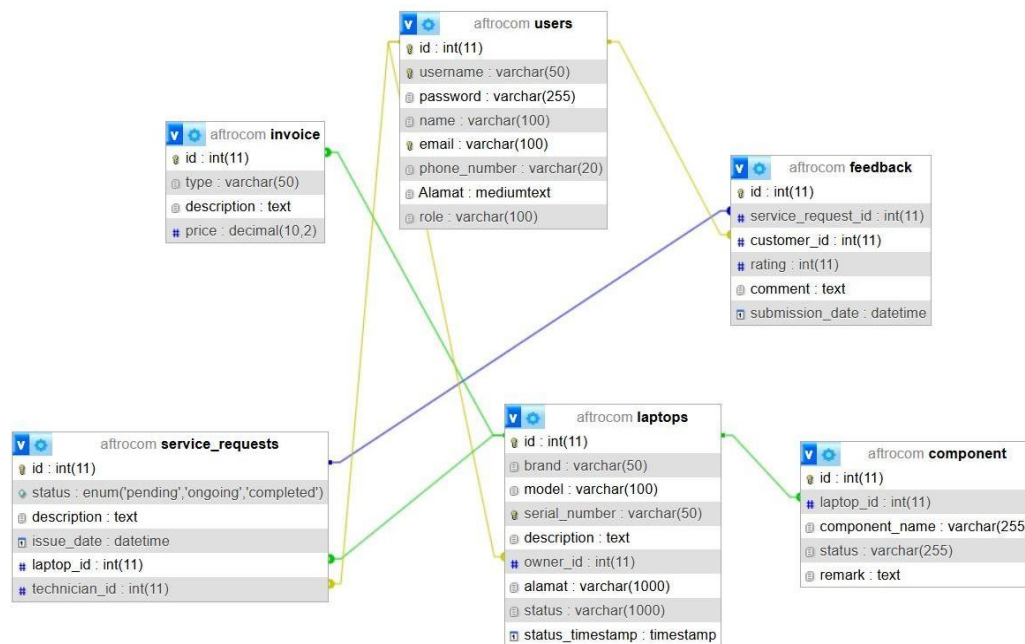 aftrocom users
id : int(11)
username : varchar(50)
password : varchar(255)
name : varchar(100)
email : varchar(100)
phone_number : varchar(20)
Alamat : mediumtext
role : varchar(100)
aftrocom invoice
id : int(11)
type : varchar(50)
description : text
price : decimal(10,2)
aftrocom feedback
id : int(11)
service_request_id : int(11)
customer_id : int(11)
rating : int(11)
comment : text
submission_date : datetime
aftrocom service_requests
id : int(11)
status : enum('pending','ongoing','completed')
description : text
issue_date : datetime
laptop_id : int(11)
technician_id : int(11)
aftrocom laptops
id : int(11)
brand : varchar(50)
model : varchar(100)
serial_number : varchar(50)
description : text
owner_id : int(11)
alamat : varchar(1000)
status : varchar(1000)
status_timestamp : timestamp
aftrocom component
id : int(11)
laptop_id : int(11)
component_name : varchar(255
status : varchar(255)
remark : text